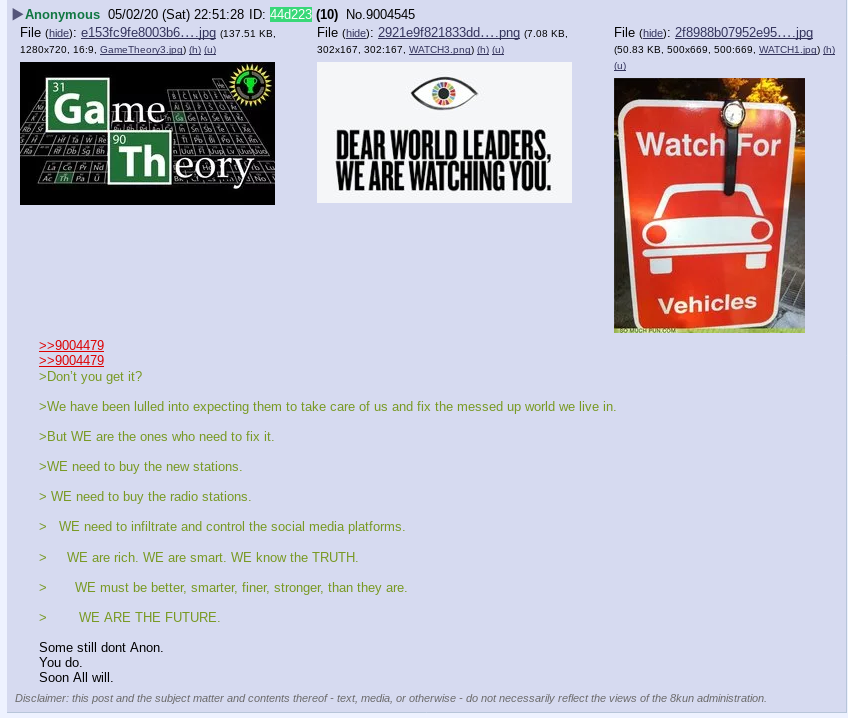 ▶Anonymous 05/02/20 (Sat) 22:51:28 ID: 44d223 (10) No.9004545
File (hide): e153fc9fe8003b6….jpg (137.51 KB, 1280x720, 16:9, GameTheory3.jpg) (h) (u)
File (hide): 2921e9f821833dd….png (7.08 KB, 302x167, 302:167, WATCH3.png) (h) (u)
File (hide): 2f8988b07952e95….jpg (50.83 KB, 500x669, 500:669, WATCH1.jpg) (h) (u)
31
Game
90
Theory
DEAR WORLD LEADERS,
WE ARE WATCHING YOU.
Watch For
Vehicles
SO MUCH PUN.COM
>>9004479
>>9004479
>Don't you get it?
>We have been lulled into expecting them to take care of us and fix the messed up world we live in.
>But WE are the ones who need to fix it.
>WE need to buy the new stations.
> WE need to buy the radio stations.
> WE need to infiltrate and control the social media platforms.
> WE are rich. WE are smart. WE know the TRUTH.
> WE must be better, smarter, finer, stronger, than they are.
> WE ARE THE FUTURE.
Some still dont Anon.
You do.
Soon All will.
Disclaimer: this post and the subject matter and contents thereof - text, media, or otherwise - do not necessarily reflect the views of the 8kun administration.